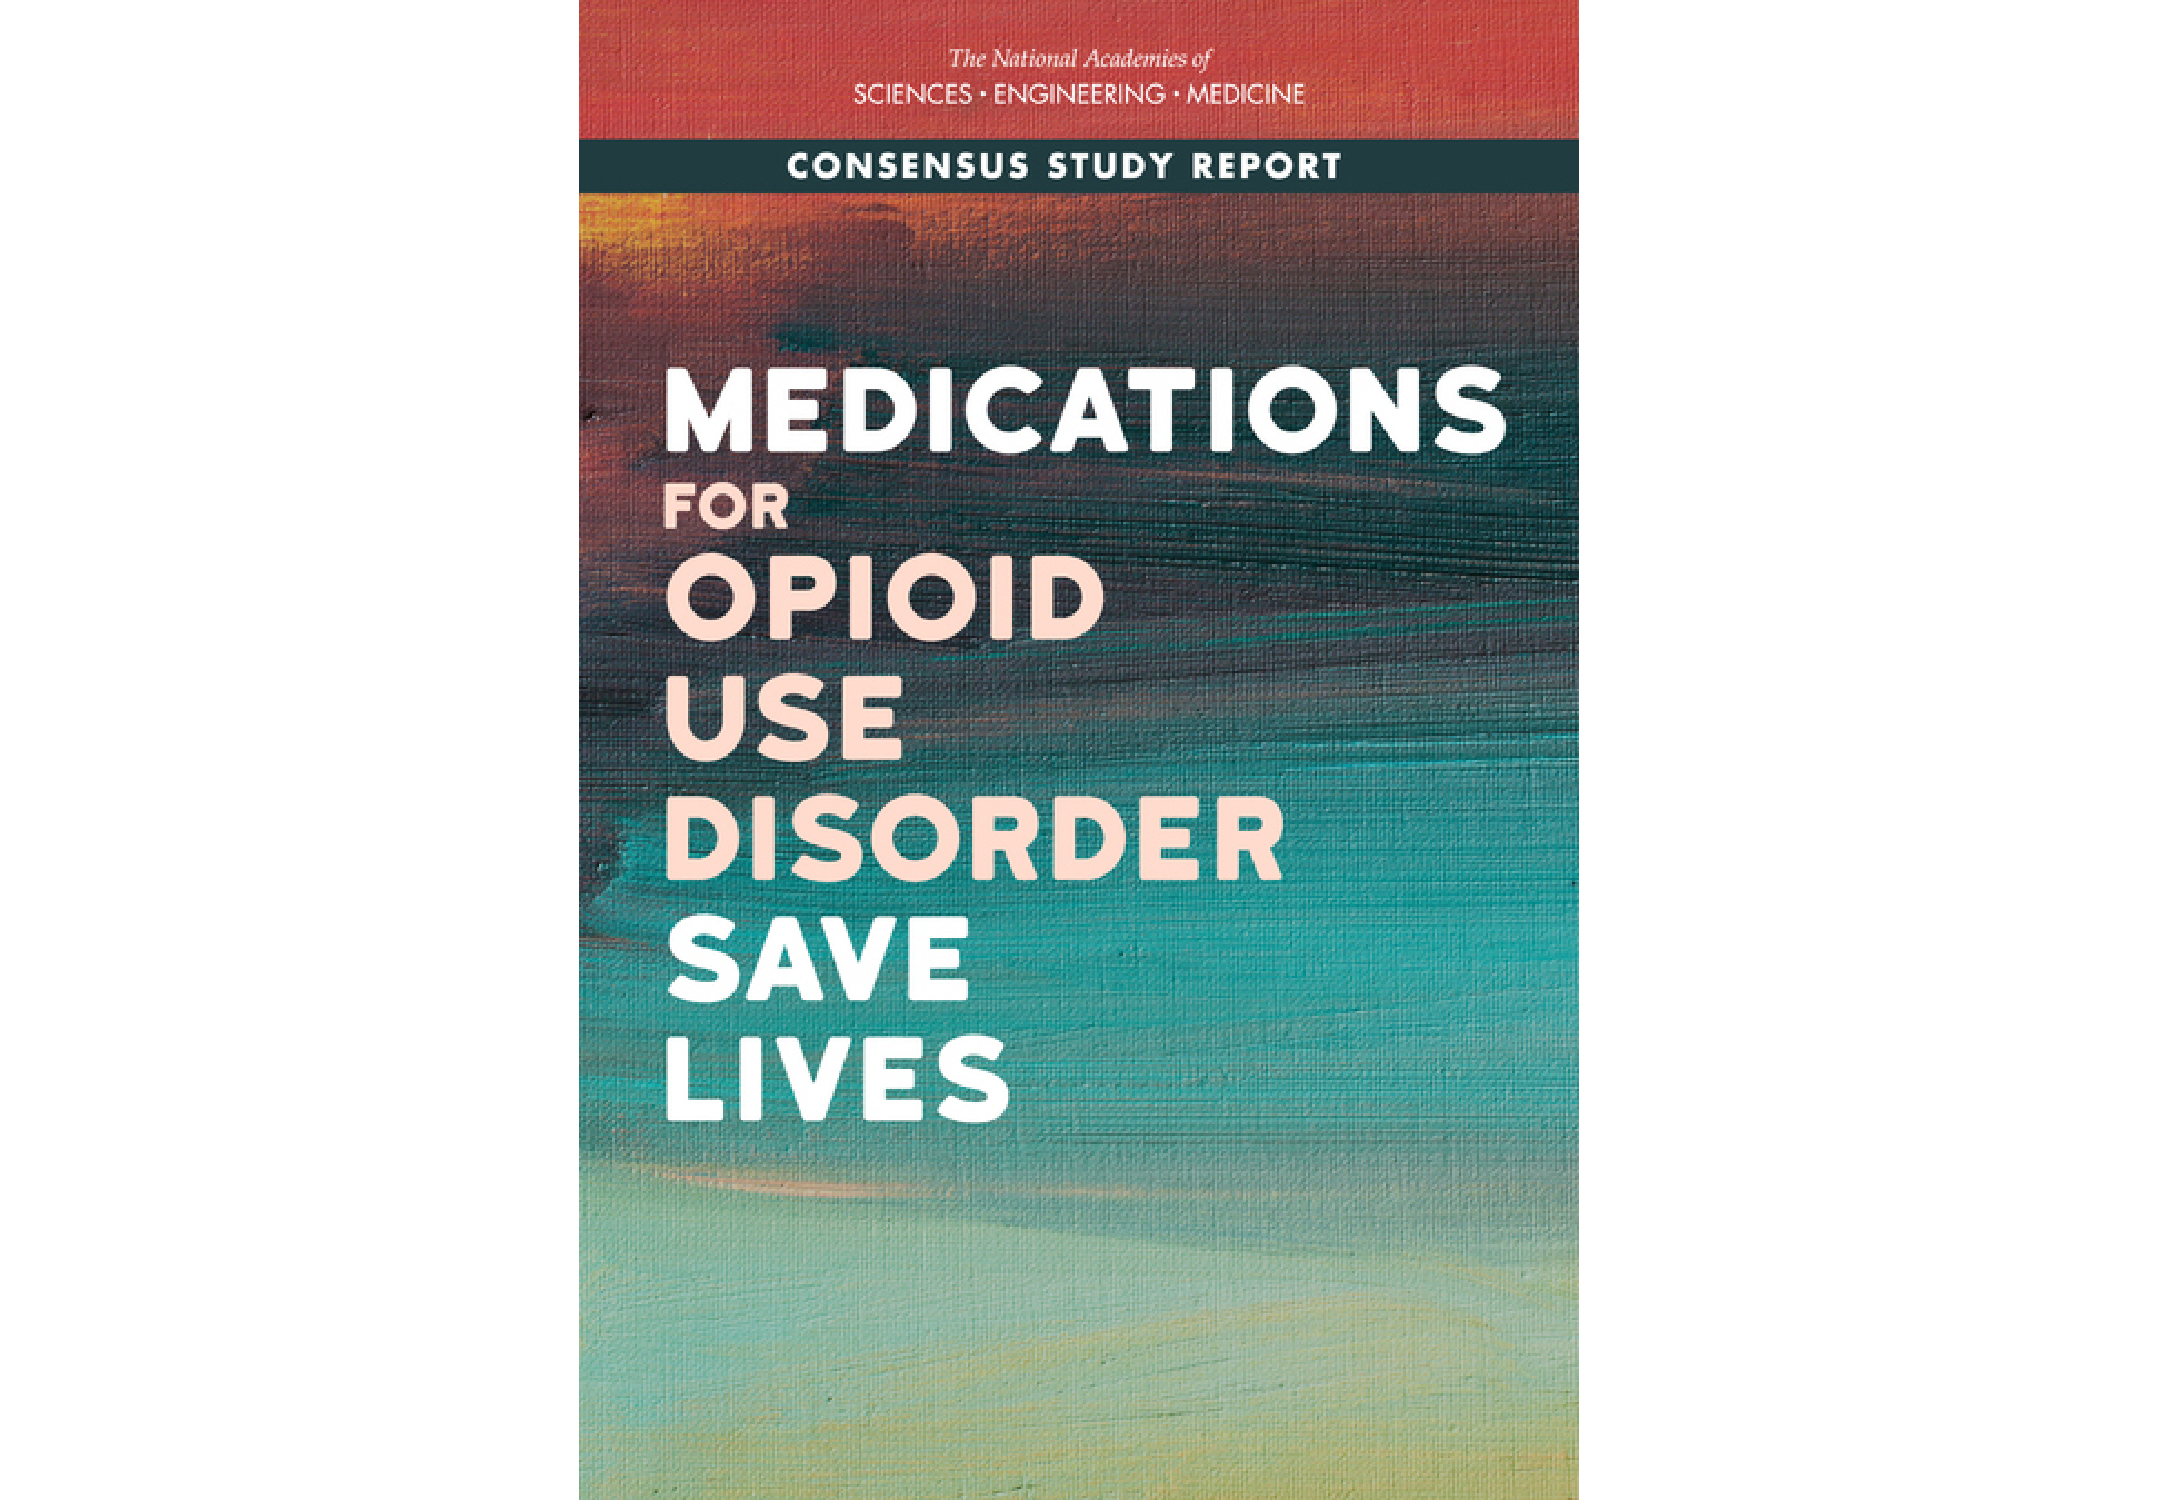 The National Academies of
SCIENCES • ENGINEERING • MEDICINE
CONSENSUS STUDY REPORT
MEDICATIONS
FOR
OPIOID
USE
DISORDER
SAVE
LIVES